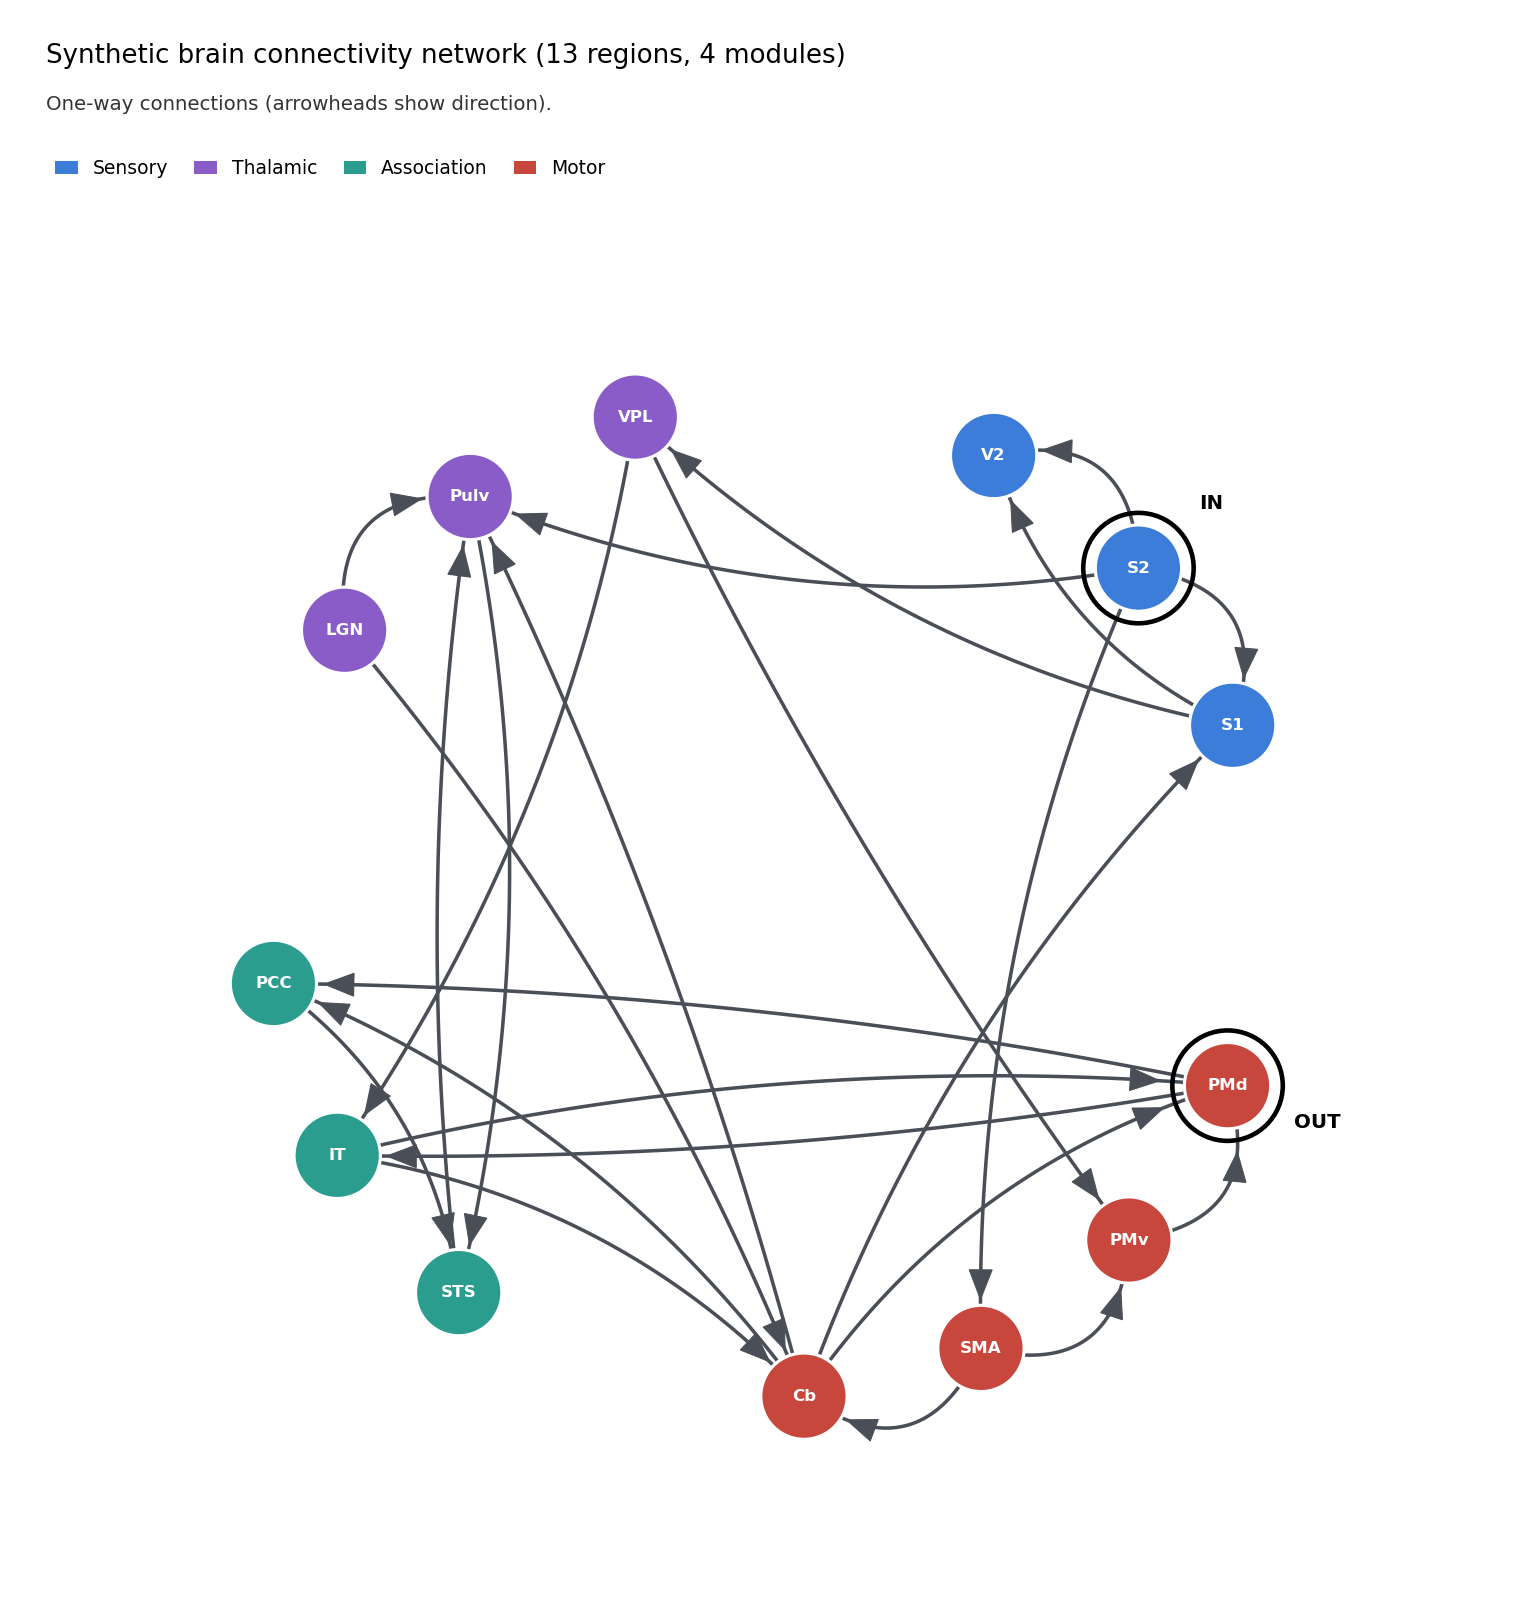 Synthetic brain connectivity network (13 regions, 4 modules)
One-way connections (arrowheads show direction).
Sensory Thalamic Association Motor
VPL
V2
Pulv
IN
S2
LGN
S1
PCC
PMd
OUT
IT
PMv
STS
SMA
Cb